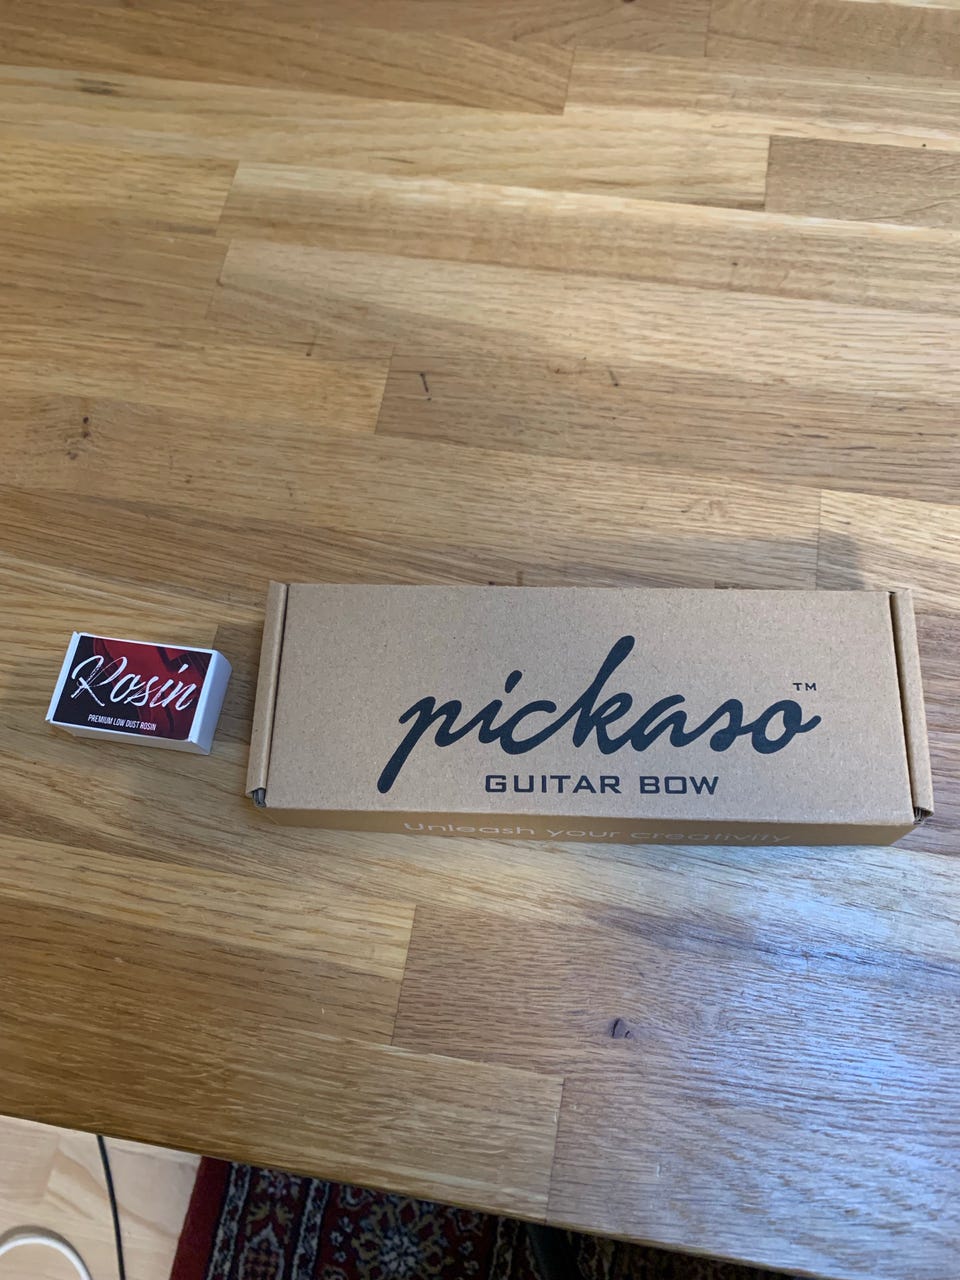 Rosin
PREMIUM LOW DUST ROSIN
pickaso™
GUITAR BOW
Unleash your creativity